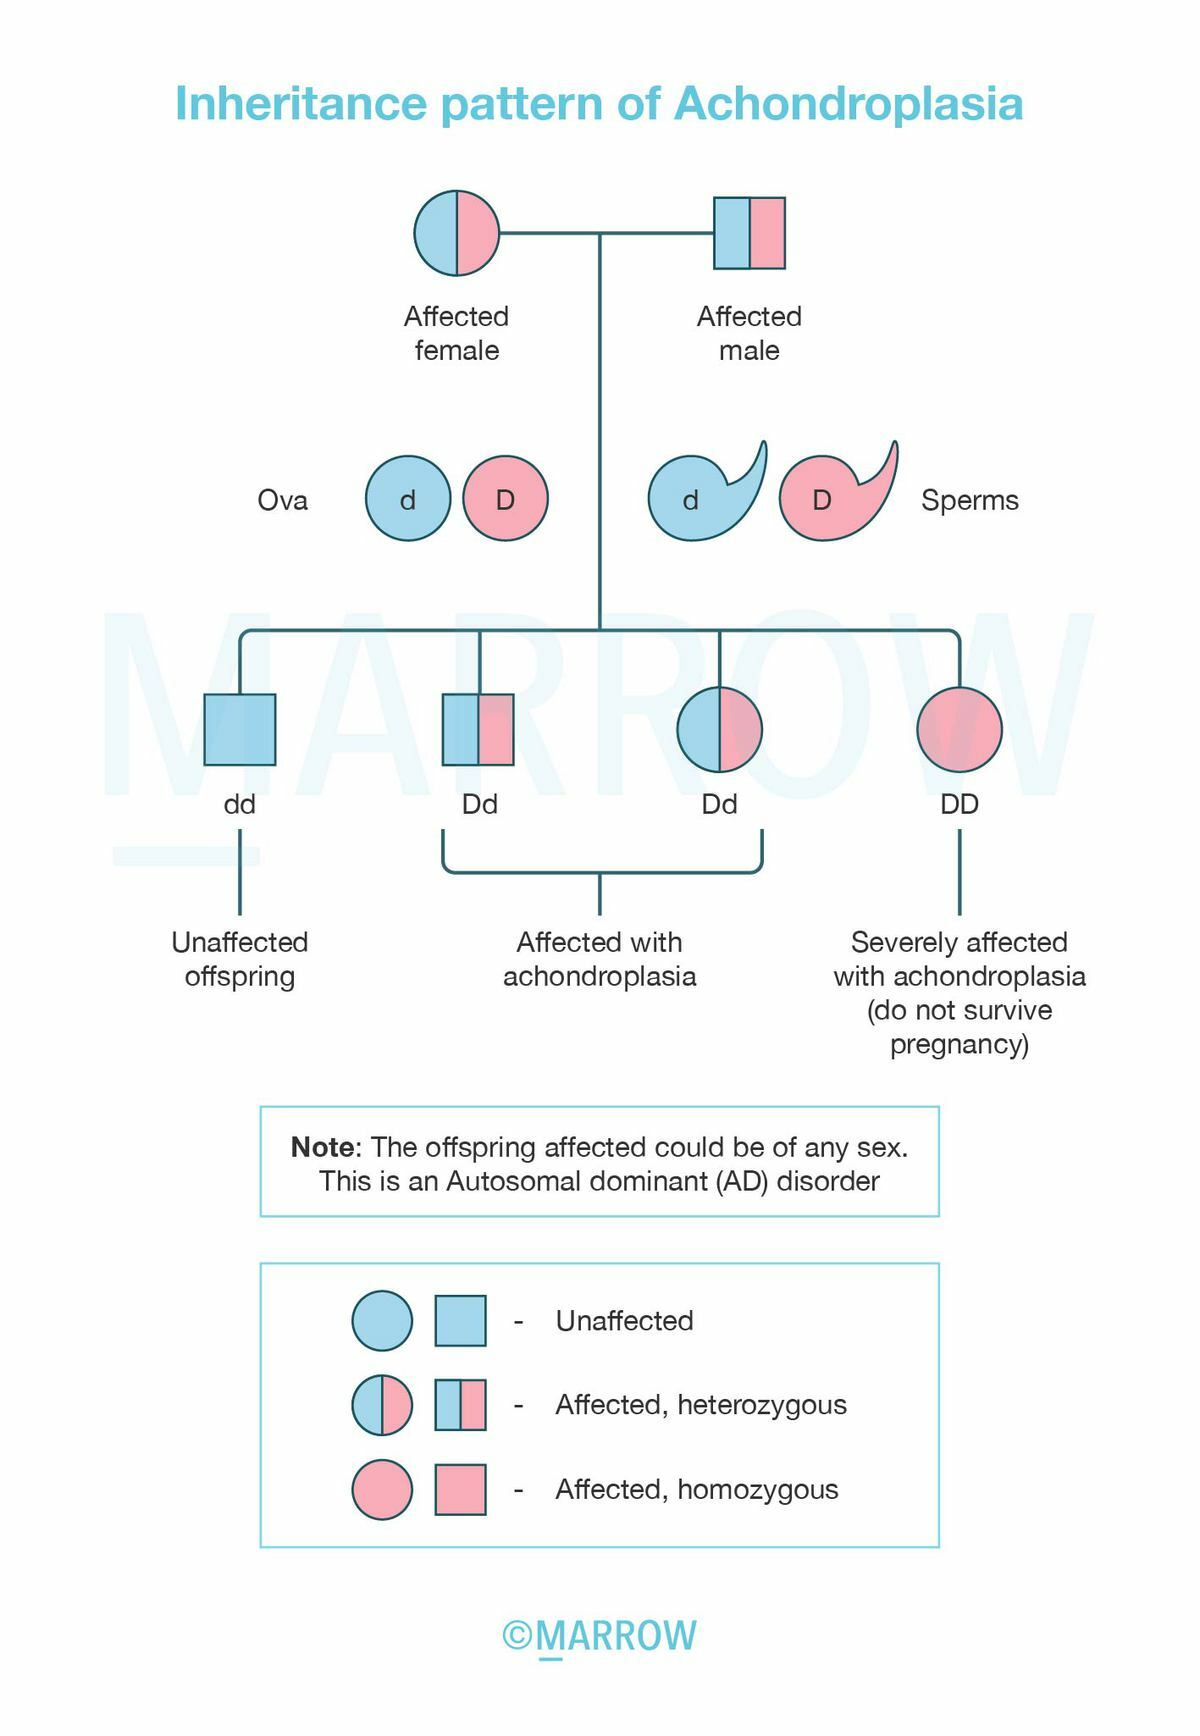 Inheritance pattern of Achondroplasia
Affected
female
Affected
male
Ova
d
D
d
D
Sperms
MARROW
dd
Dd
Dd
DD
Unaffected
offspring
Affected with
achondroplasia
Severely affected
with achondroplasia
(do not survive
pregnancy)
Note: The offspring affected could be of any sex.
This is an Autosomal dominant (AD) disorder
- Unaffected
- Affected, heterozygous
- Affected, homozygous
©MARROW